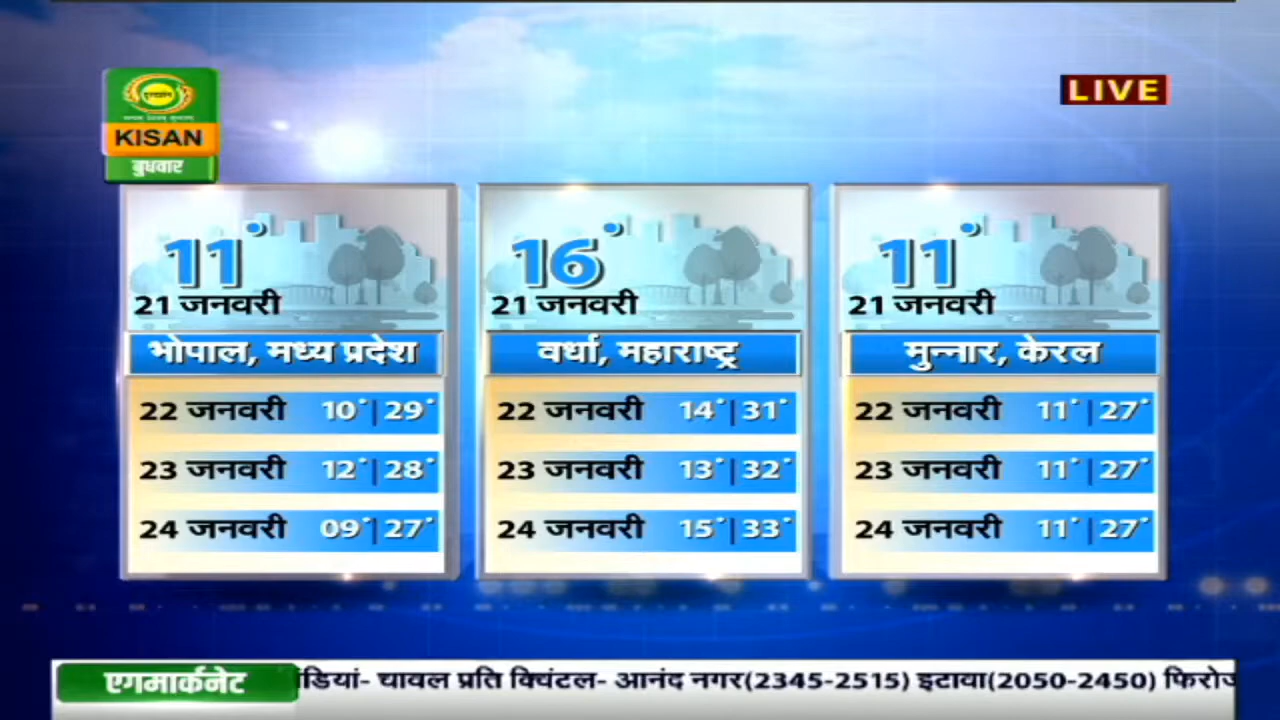 LIVE
KISAN
बुधवार
11°
21 जनवरी
भोपाल, मध्य प्रदेश
22 जनवरी 10°|29°
23 जनवरी 12°|28°
24 जनवरी 09°|27°
16°
21 जनवरी
वर्धा, महाराष्ट्र
22 जनवरी 14°|31°
23 जनवरी 13°|32°
24 जनवरी 15°|33°
11°
21 जनवरी
मुन्नार, केरल
22 जनवरी 11°|27°
23 जनवरी 11°|27°
24 जनवरी 11°|27°
एगमार्कनेट
चावल प्रति क्विंटल- आनंद नगर(2345-2515) इटावा(2050-2450)